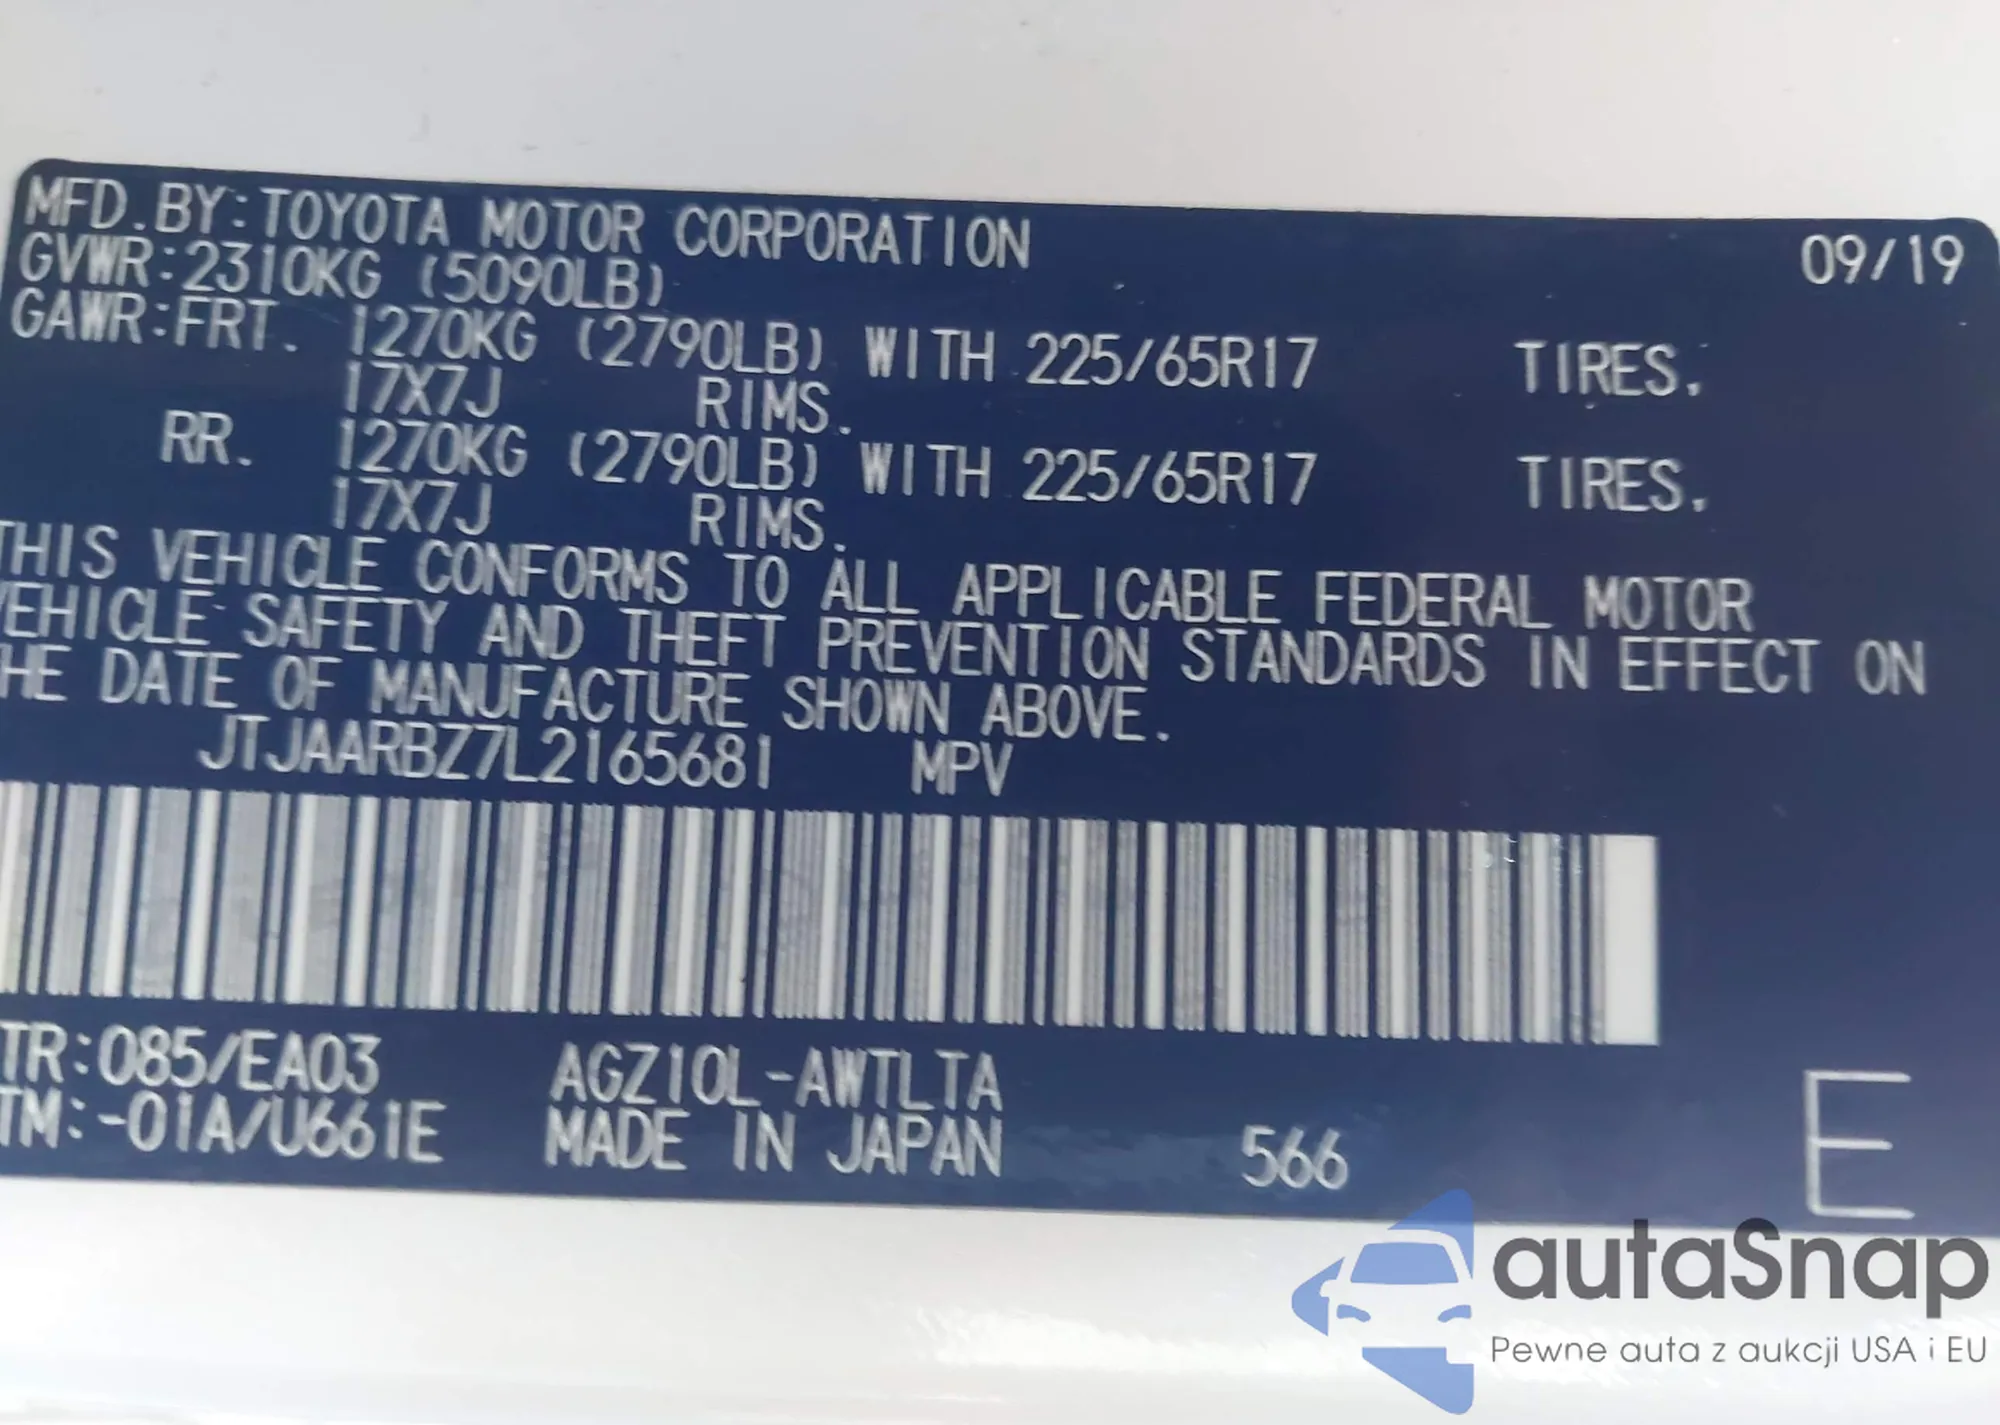 MFD.BY:TOYOTA MOTOR CORPORATION 09/19
GVWR:2310KG (5090LB)
GAWR:FRT. 1270KG (2790LB) WITH 225/65R17 TIRES.
17X7J RIMS.
RR. 1270KG (2790LB) WITH 225/65R17 TIRES.
17X7J RIMS.
THIS VEHICLE CONFORMS TO ALL APPLICABLE FEDERAL MOTOR
VEHICLE SAFETY AND THEFT PREVENTION STANDARDS IN EFFECT ON
THE DATE OF MANUFACTURE SHOWN ABOVE.
JTJAARBZ7L2165681 MPV
TR:085/EA03 AGZ10L-AWTLTA
TM:-01A/U661E MADE IN JAPAN 566 E
autaSnap
Pewne auta z aukcji USA i EU